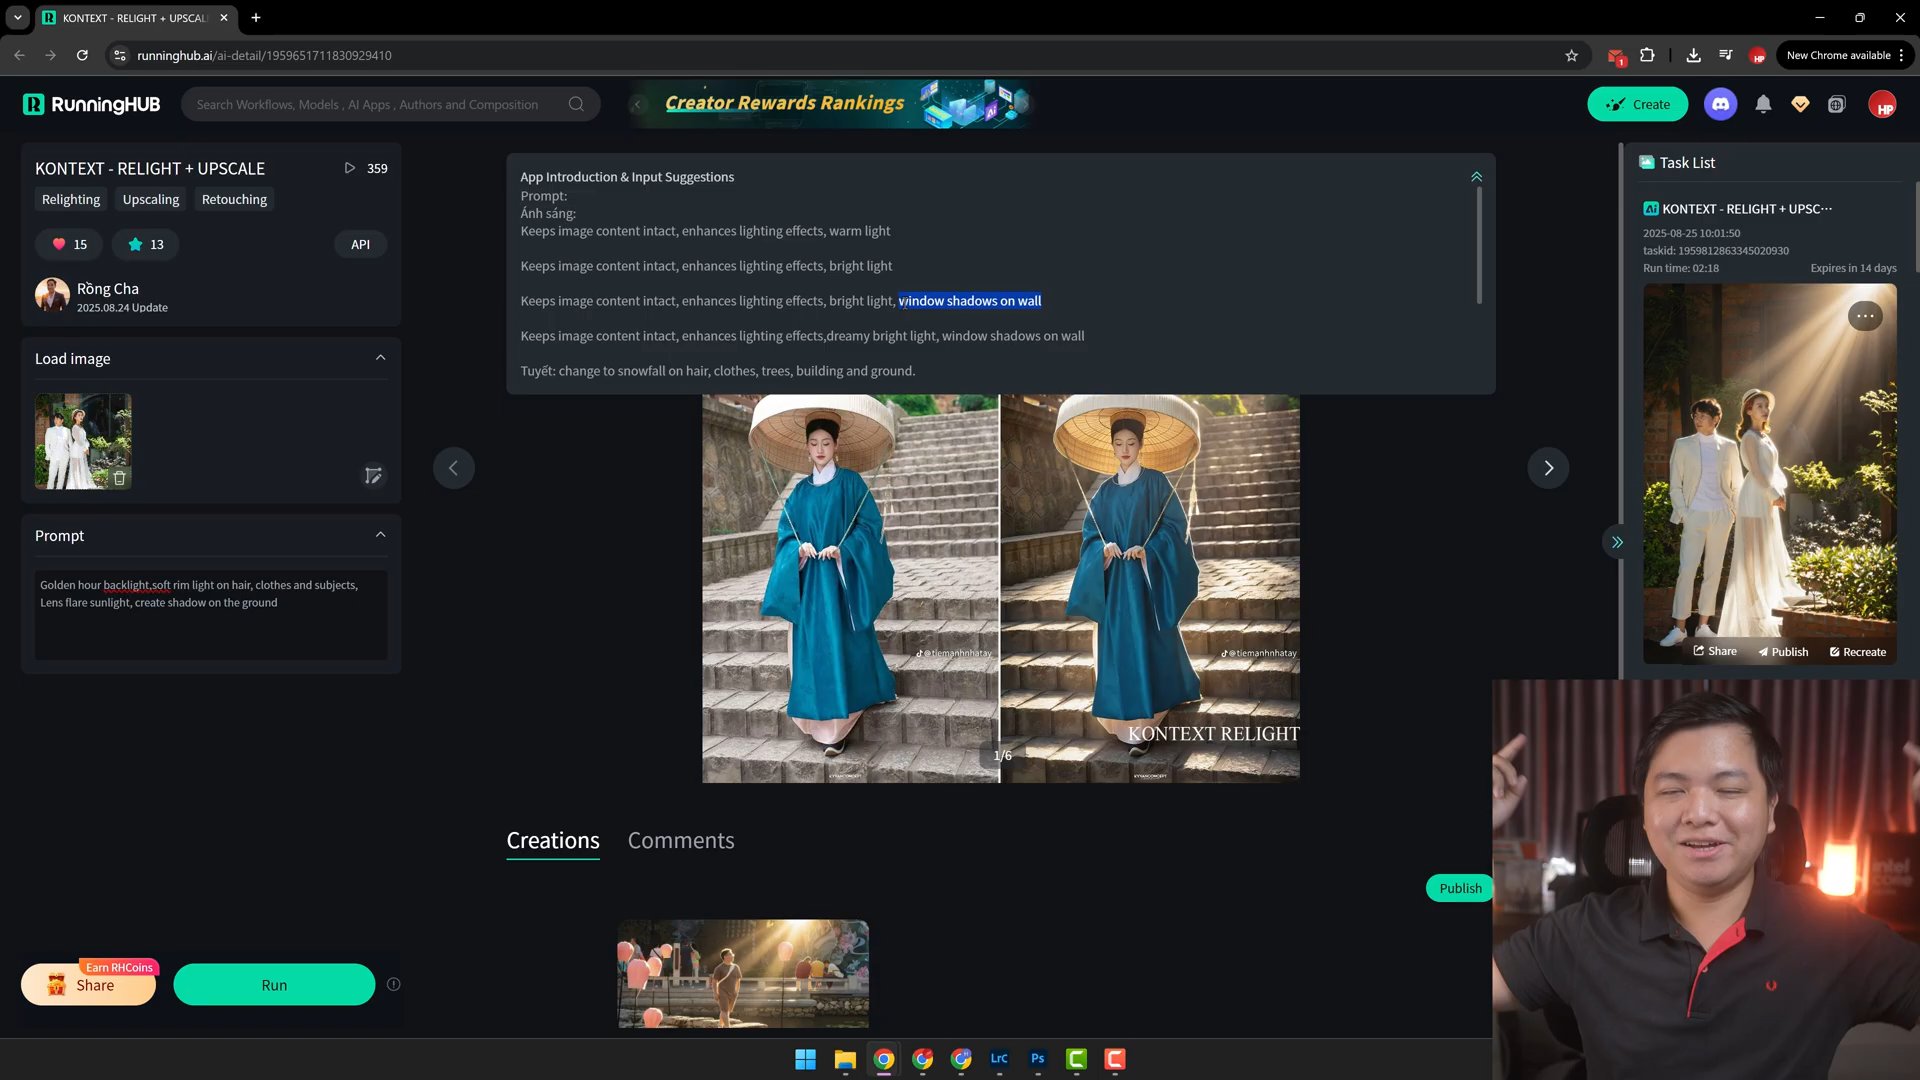 KONTEXT - RELIGHT + UPSCAL
runninghub.ai/ai-detail/1959651711830929410
1
HP
New Chrome available
RunningHUB
Search Workflows, Models , AI Apps , Authors and Composition
Creator Rewards Rankings
Create
HP
KONTEXT - RELIGHT + UPSCALE
359
Relighting
Upscaling
Retouching
15
13
API
Rồng Cha
2025.08.24 Update
Load image
Prompt
Golden hour backlight,soft rim light on hair, clothes and subjects,
Lens flare sunlight, create shadow on the ground
Earn RHCoins
Share
Run
App Introduction & Input Suggestions
Prompt:
Ánh sáng:
Keeps image content intact, enhances lighting effects, warm light
Keeps image content intact, enhances lighting effects, bright light
Keeps image content intact, enhances lighting effects, bright light, window shadows on wall
Keeps image content intact, enhances lighting effects,dreamy bright light, window shadows on wall
Tuyết: change to snowfall on hair, clothes, trees, building and ground.
@tiemanhnhatay
@tiemanhnhatay
KONTEXT RELIGHT
1/6
Creations
Comments
Publish
Task List
Ai KONTEXT - RELIGHT + UPSC···
2025-08-25 10:01:50
taskid: 1959812863345020930
Run time: 02:18
Expires in 14 days
Share
Publish
Recreate
LrC
Ps